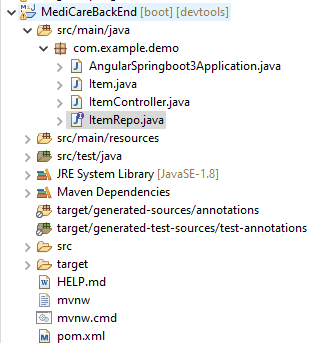 MediCareBackEnd [boot] [devtools]
src/main/java
com.example.demo
AngularSpringboot3Application.java
Item.java
ItemController.java
ItemRepo.java
src/main/resources
src/test/java
JRE System Library [JavaSE-1.8]
Maven Dependencies
target/generated-sources/annotations
target/generated-test-sources/test-annotations
src
target
HELP.md
mvnw
mvnw.cmd
pom.xml